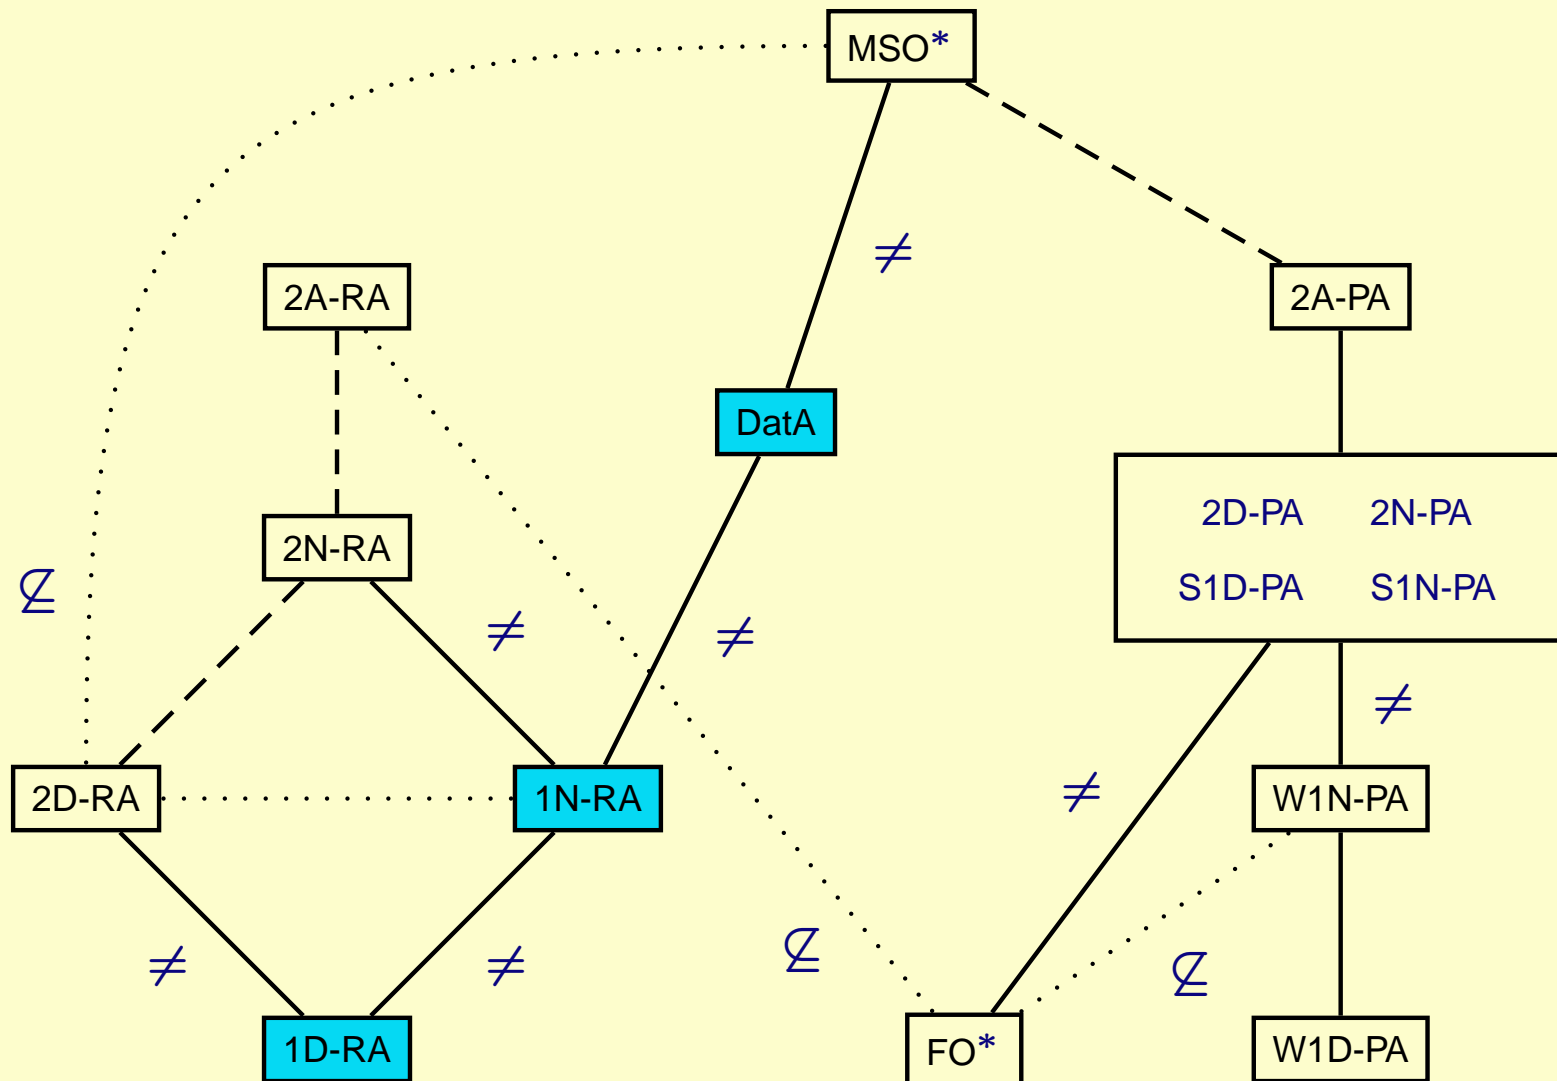 MSO*
≠
2A-RA
2A-PA
DatA
2D-PA 2N-PA
2N-RA
⊈
S1D-PA S1N-PA
≠
≠
≠
2D-RA
1N-RA
≠
W1N-PA
⊈
≠
≠
⊈
1D-RA
FO*
W1D-PA